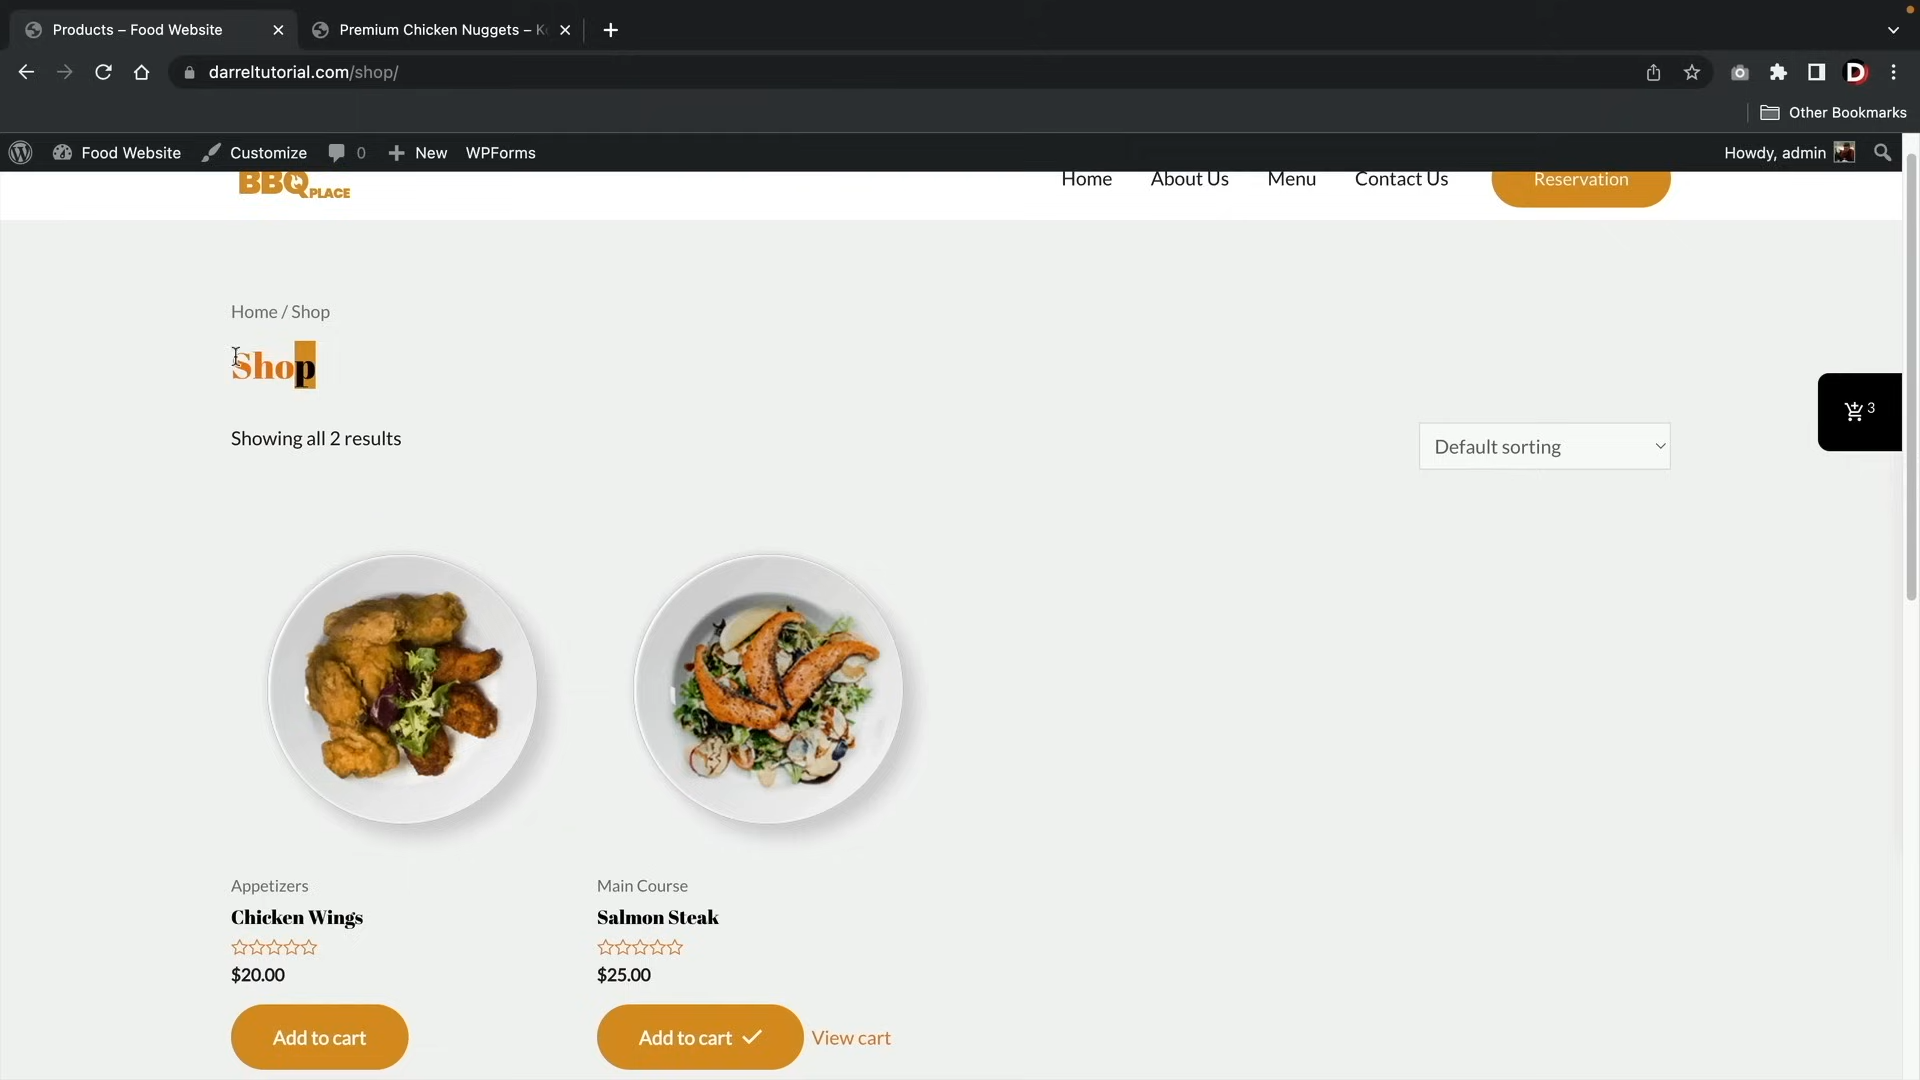 Products – Food Website
Premium Chicken Nuggets – K
darreltutorial.com/shop/
D
Other Bookmarks
Food Website
Customize
0
New
WPForms
Howdy, admin
BBQ PLACE
Home
About Us
Menu
Contact Us
Reservation
Home / Shop
Shop
Showing all 2 results
Default sorting
3
Appetizers
Chicken Wings
$20.00
Add to cart
Main Course
Salmon Steak
$25.00
Add to cart
View cart